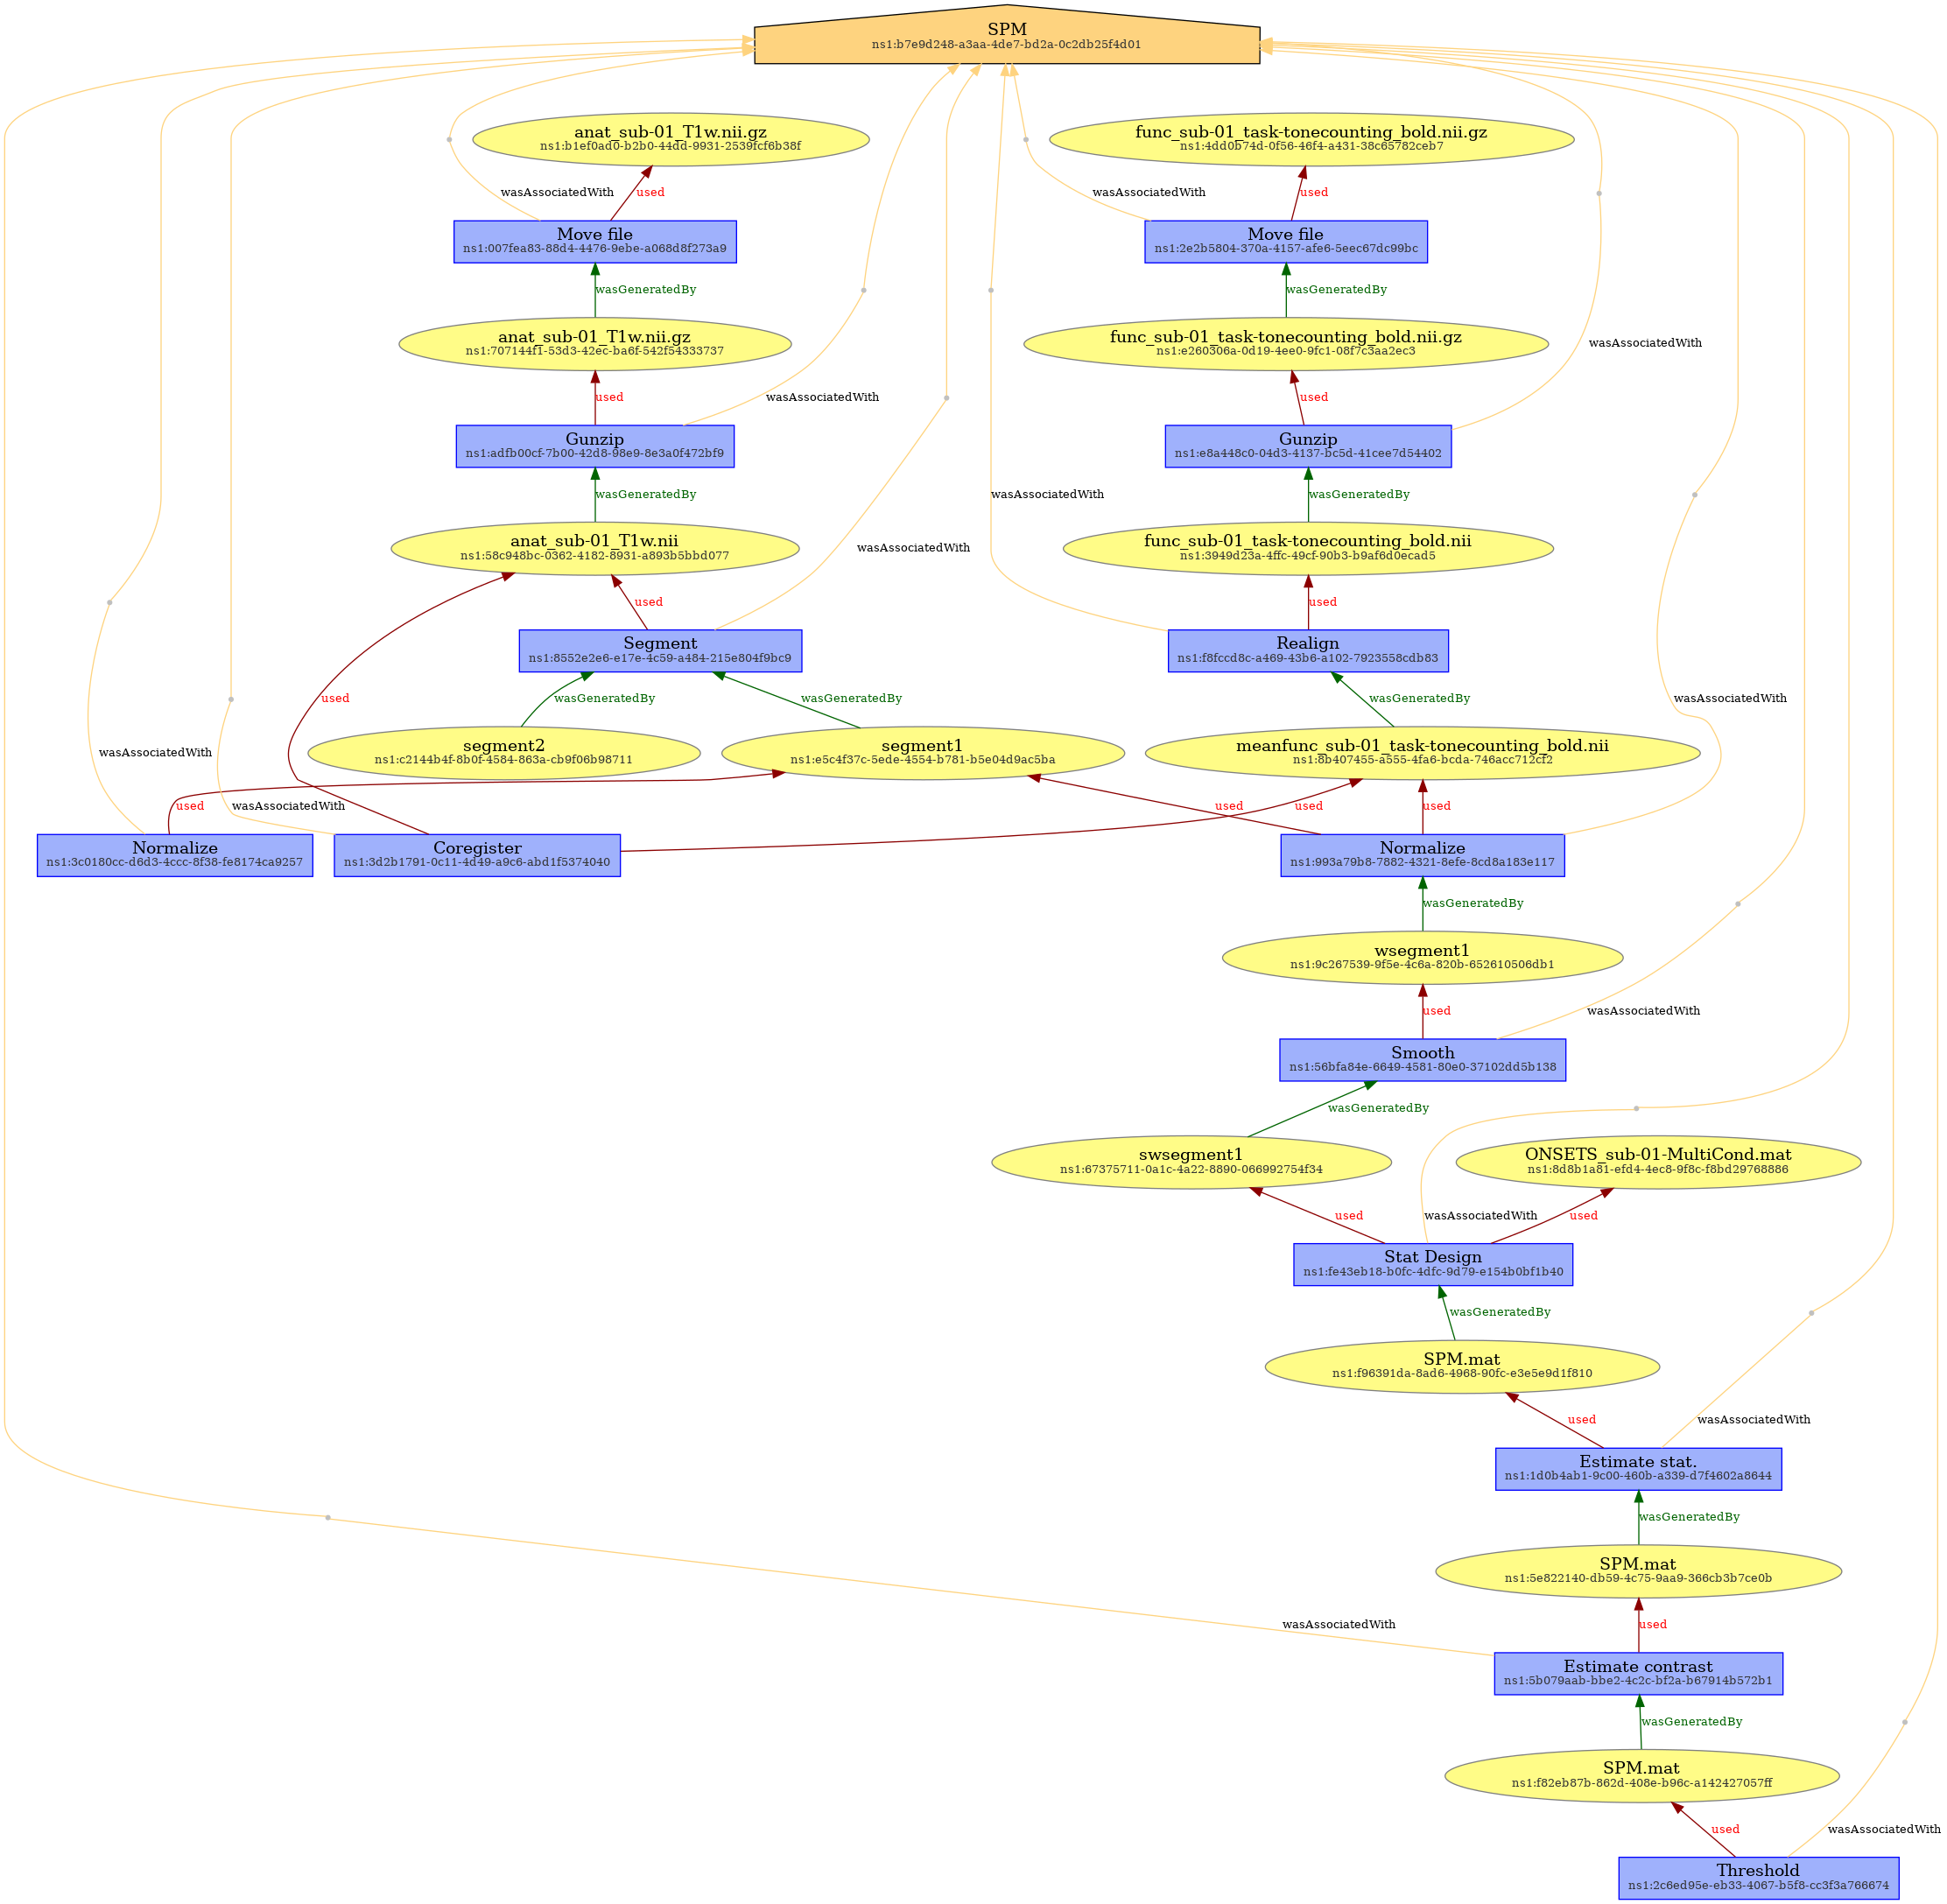 SPM
ns1:b7e9d248-a3aa-4de7-bd2a-0c2db25f4d01
anat_sub-01_T1w.nii.gz
ns1:b1ef0ad0-b2b0-44dd-9931-2539fcf6b38f
func_sub-01_task-tonecounting_bold.nii.gz
ns1:4dd0b74d-0f56-46f4-a431-38c65782ceb7
wasAssociatedWith
used
wasAssociatedWith
used
Move file
ns1:007fea83-88d4-4476-9ebe-a068d8f273a9
Move file
ns1:2e2b5804-370a-4157-afe6-5eec67dc99bc
wasGeneratedBy
wasGeneratedBy
anat_sub-01_T1w.nii.gz
ns1:707144f1-53d3-42ec-ba6f-542f54333737
func_sub-01_task-tonecounting_bold.nii.gz
ns1:e260306a-0d19-4ee0-9fc1-08f7c3aa2ec3
wasAssociatedWith
used
wasAssociatedWith
used
Gunzip
ns1:adfb00cf-7b00-42d8-98e9-8e3a0f472bf9
Gunzip
ns1:e8a448c0-04d3-4137-bc5d-41cee7d54402
wasGeneratedBy
wasAssociatedWith
wasGeneratedBy
anat_sub-01_T1w.nii
ns1:58c948bc-0362-4182-8931-a893b5bbd077
wasAssociatedWith
func_sub-01_task-tonecounting_bold.nii
ns1:3949d23a-4ffc-49cf-90b3-b9af6d0ecad5
used
used
Segment
ns1:8552e2e6-e17e-4c59-a484-215e804f9bc9
Realign
ns1:f8fccd8c-a469-43b6-a102-7923558cdb83
used
wasGeneratedBy
wasGeneratedBy
wasGeneratedBy
wasAssociatedWith
wasAssociatedWith
segment2
ns1:c2144b4f-8b0f-4584-863a-cb9f06b98711
segment1
ns1:e5c4f37c-5ede-4554-b781-b5e04d9ac5ba
meanfunc_sub-01_task-tonecounting_bold.nii
ns1:8b407455-a555-4fa6-bcda-746acc712cf2
used
wasAssociatedWith
used
used
used
Normalize
ns1:3c0180cc-d6d3-4ccc-8f38-fe8174ca9257
Coregister
ns1:3d2b1791-0c11-4d49-a9c6-abd1f5374040
Normalize
ns1:993a79b8-7882-4321-8efe-8cd8a183e117
wasGeneratedBy
wsegment1
ns1:9c267539-9f5e-4c6a-820b-652610506db1
used
wasAssociatedWith
Smooth
ns1:56bfa84e-6649-4581-80e0-37102dd5b138
wasGeneratedBy
swsegment1
ns1:67375711-0a1c-4a22-8890-066992754f34
ONSETS_sub-01-MultiCond.mat
ns1:8d8b1a81-efd4-4ec8-9f8c-f8bd29768886
used
wasAssociatedWith
used
Stat Design
ns1:fe43eb18-b0fc-4dfc-9d79-e154b0bf1b40
wasGeneratedBy
SPM.mat
ns1:f96391da-8ad6-4968-90fc-e3e5e9d1f810
used
wasAssociatedWith
Estimate stat.
ns1:1d0b4ab1-9c00-460b-a339-d7f4602a8644
wasGeneratedBy
SPM.mat
ns1:5e822140-db59-4c75-9aa9-366cb3b7ce0b
wasAssociatedWith
used
Estimate contrast
ns1:5b079aab-bbe2-4c2c-bf2a-b67914b572b1
wasGeneratedBy
SPM.mat
ns1:f82eb87b-862d-408e-b96c-a142427057ff
used
wasAssociatedWith
Threshold
ns1:2c6ed95e-eb33-4067-b5f8-cc3f3a766674